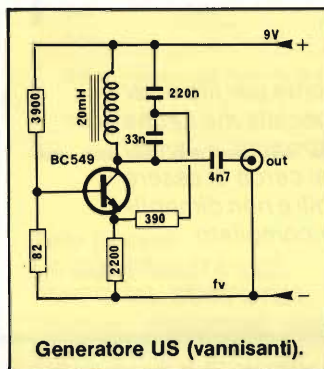 9V +
3900
20mH
220n
33n
BC549
4n7
out
390
82
2200
fv -
Generatore US (vannisanti).